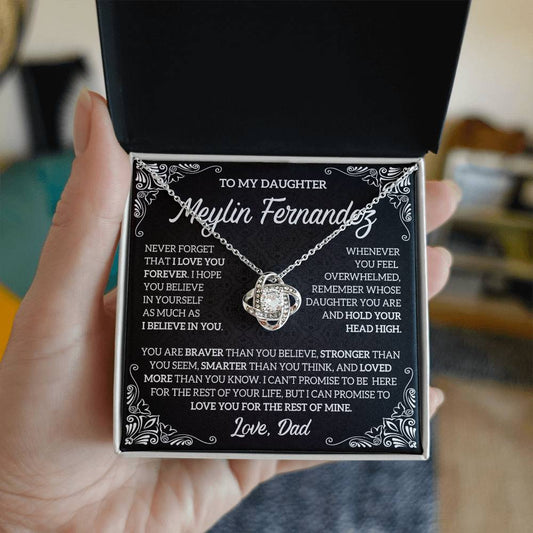 TO MY DAUGHTER
Meylin Fernandez
NEVER FORGET
THAT I LOVE YOU
FOREVER. I HOPE
YOU BELIEVE
IN YOURSELF
AS MUCH AS
I BELIEVE IN YOU.
WHENEVER
YOU FEEL
OVERWHELMED,
REMEMBER WHOSE
DAUGHTER YOU ARE
AND HOLD YOUR
HEAD HIGH.
YOU ARE BRAVER THAN YOU BELIEVE, STRONGER THAN
YOU SEEM, SMARTER THAN YOU THINK, AND LOVED
MORE THAN YOU KNOW. I CAN'T PROMISE TO BE HERE
FOR THE REST OF YOUR LIFE, BUT I CAN PROMISE TO
LOVE YOU FOR THE REST OF MINE.
Love, Dad